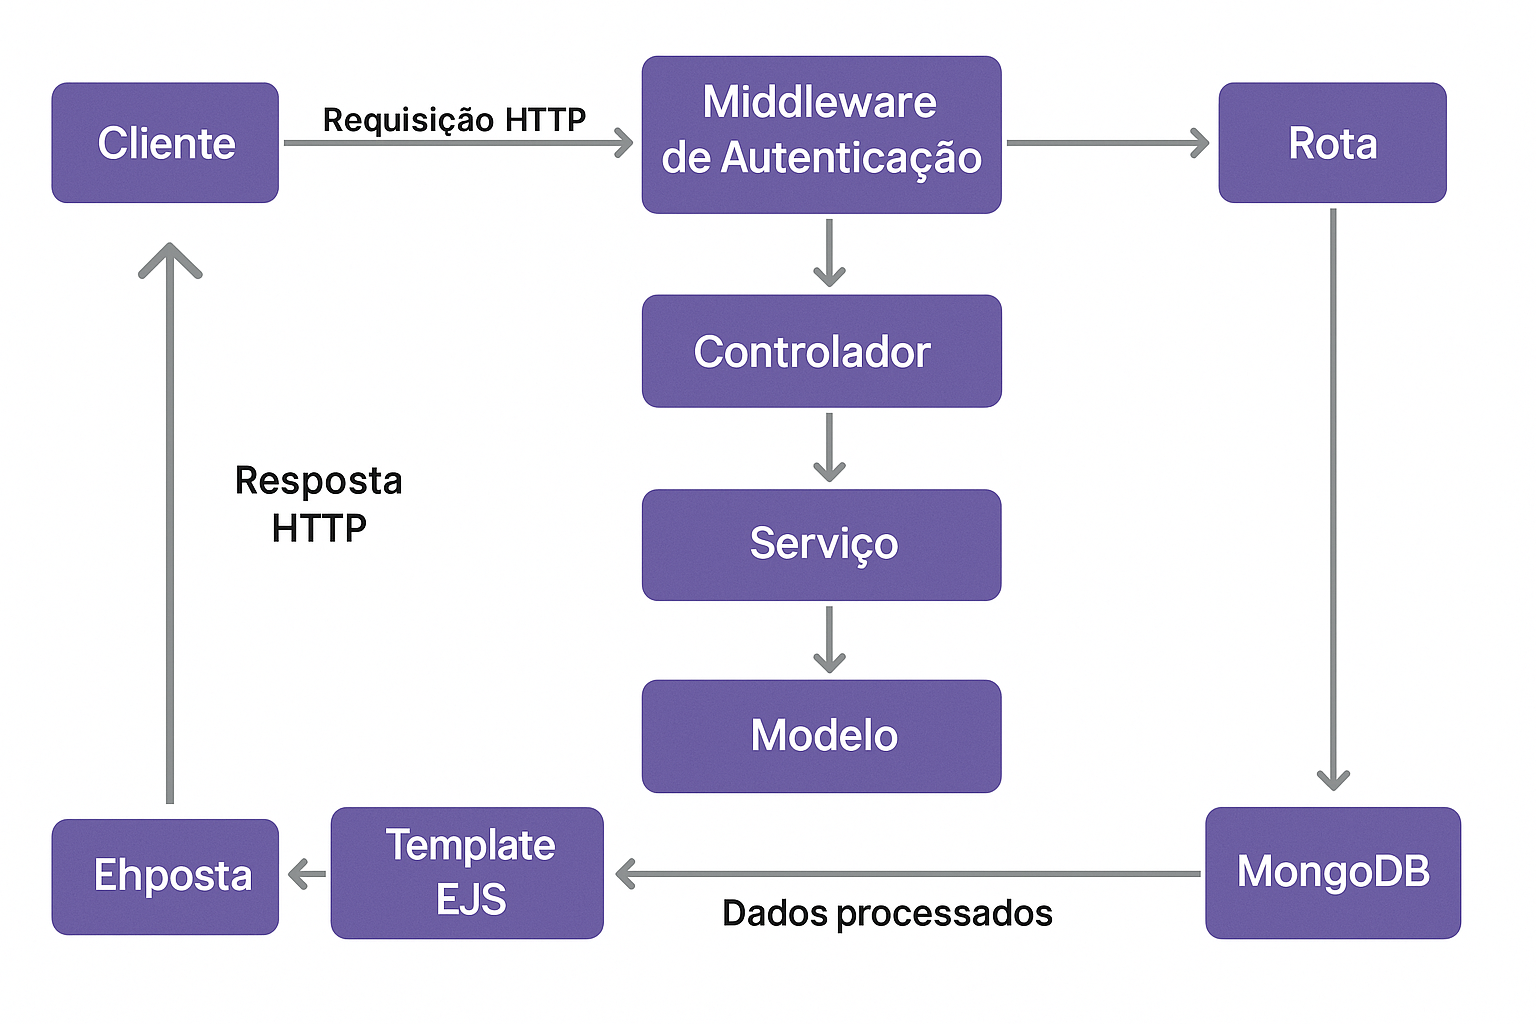 Cliente
Requisição HTTP
Middleware
de Autenticação
Rota
Controlador
Resposta
HTTP
Serviço
Modelo
Ehposta
Template
EJS
Dados processados
MongoDB